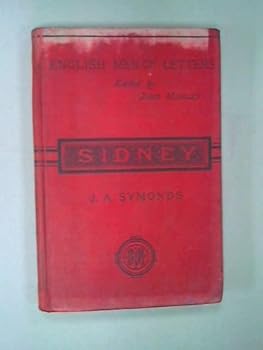 ENGLISH MEN OF LETTERS
Edited by
John Morley
SIDNEY
J. A. SYMONDS